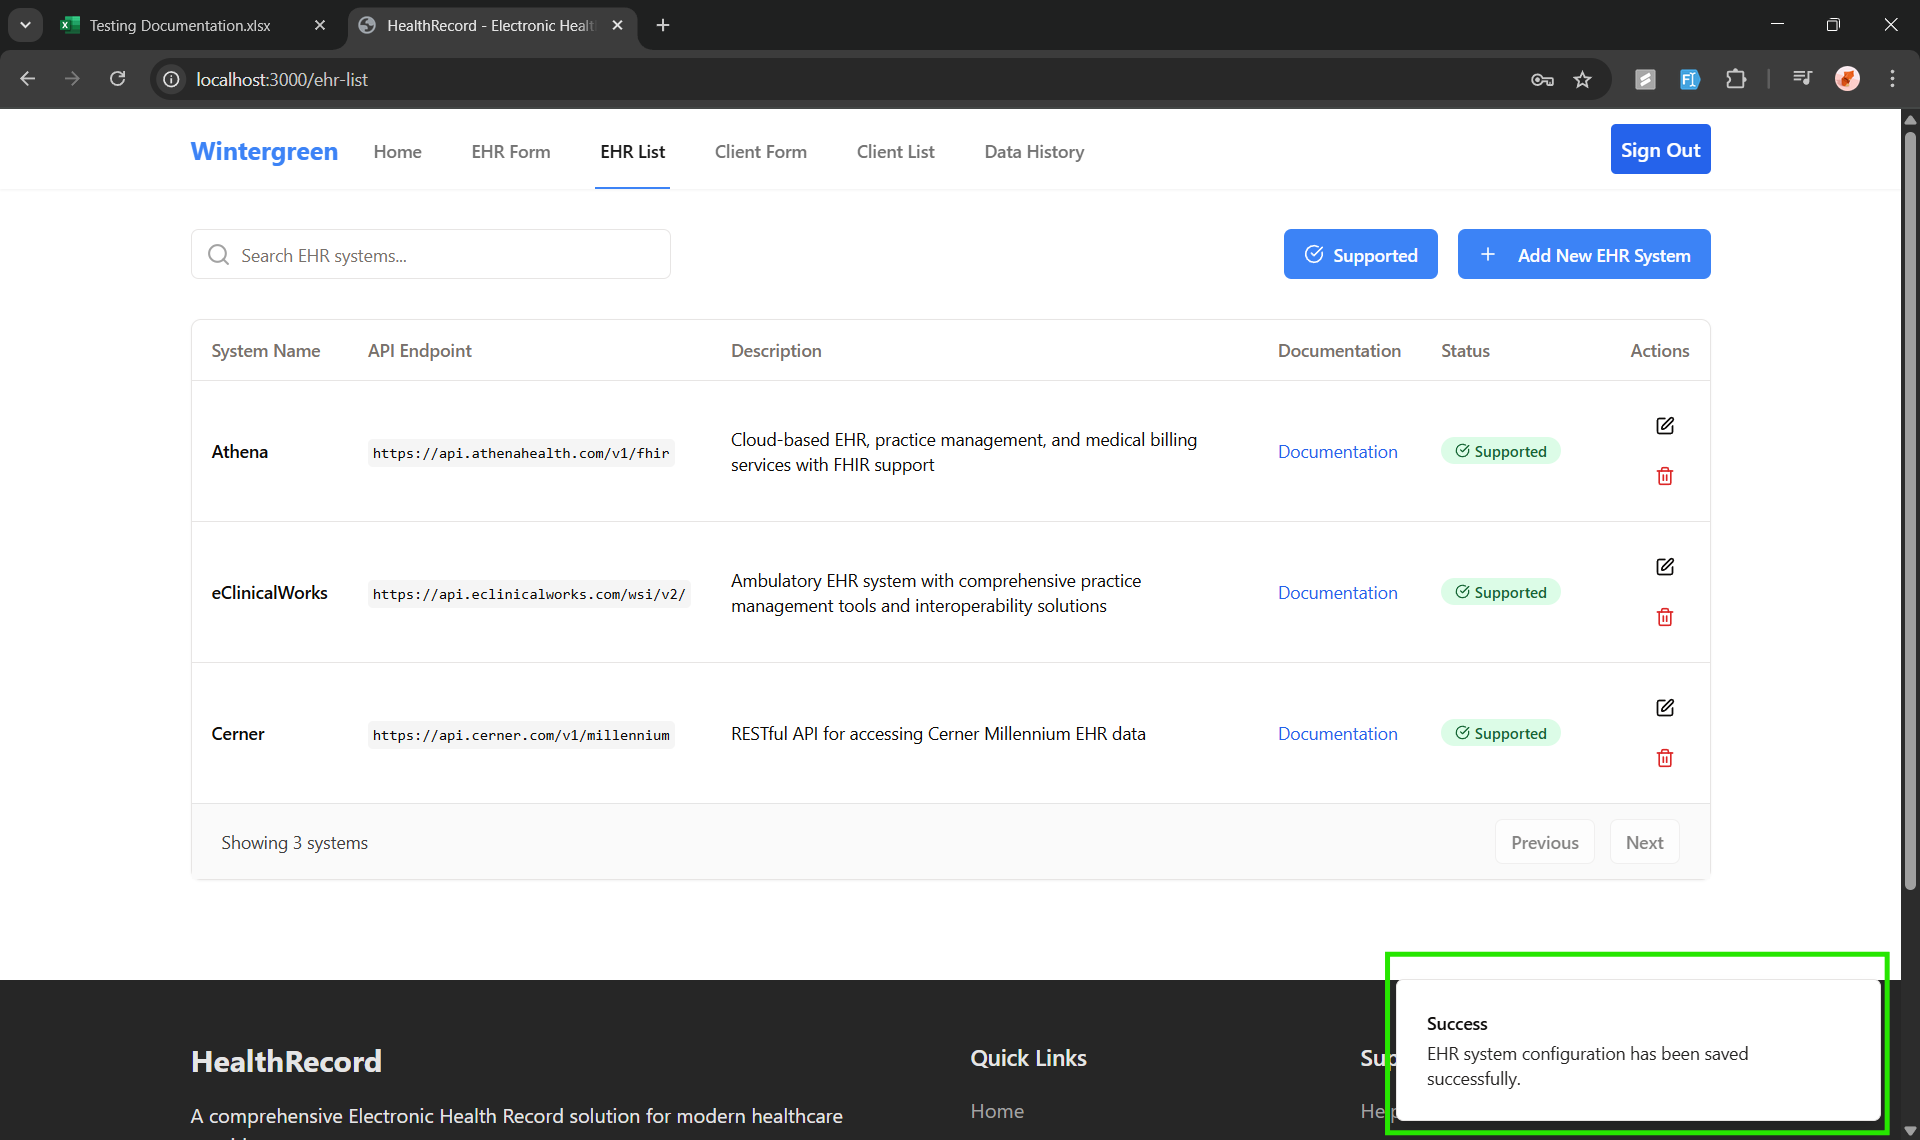 Testing Documentation.xlsx
HealthRecord - Electronic Healt
localhost:3000/ehr-list
Wintergreen
Home
EHR Form
EHR List
Client Form
Client List
Data History
Sign Out
Search EHR systems...
Supported
Add New EHR System
System Name API Endpoint Description Documentation Status Actions
Athena
https://api.athenahealth.com/v1/fhir
Cloud-based EHR, practice management, and medical billing
services with FHIR support
Documentation
Supported
eClinicalWorks
https://api.eclinicalworks.com/wsi/v2/
Ambulatory EHR system with comprehensive practice
management tools and interoperability solutions
Documentation
Supported
Cerner
https://api.cerner.com/v1/millennium
RESTful API for accessing Cerner Millennium EHR data
Documentation
Supported
Showing 3 systems
Previous
Next
HealthRecord
A comprehensive Electronic Health Record solution for modern healthcare
Quick Links
Home
Sup
Help
Success
EHR system configuration has been saved
successfully.